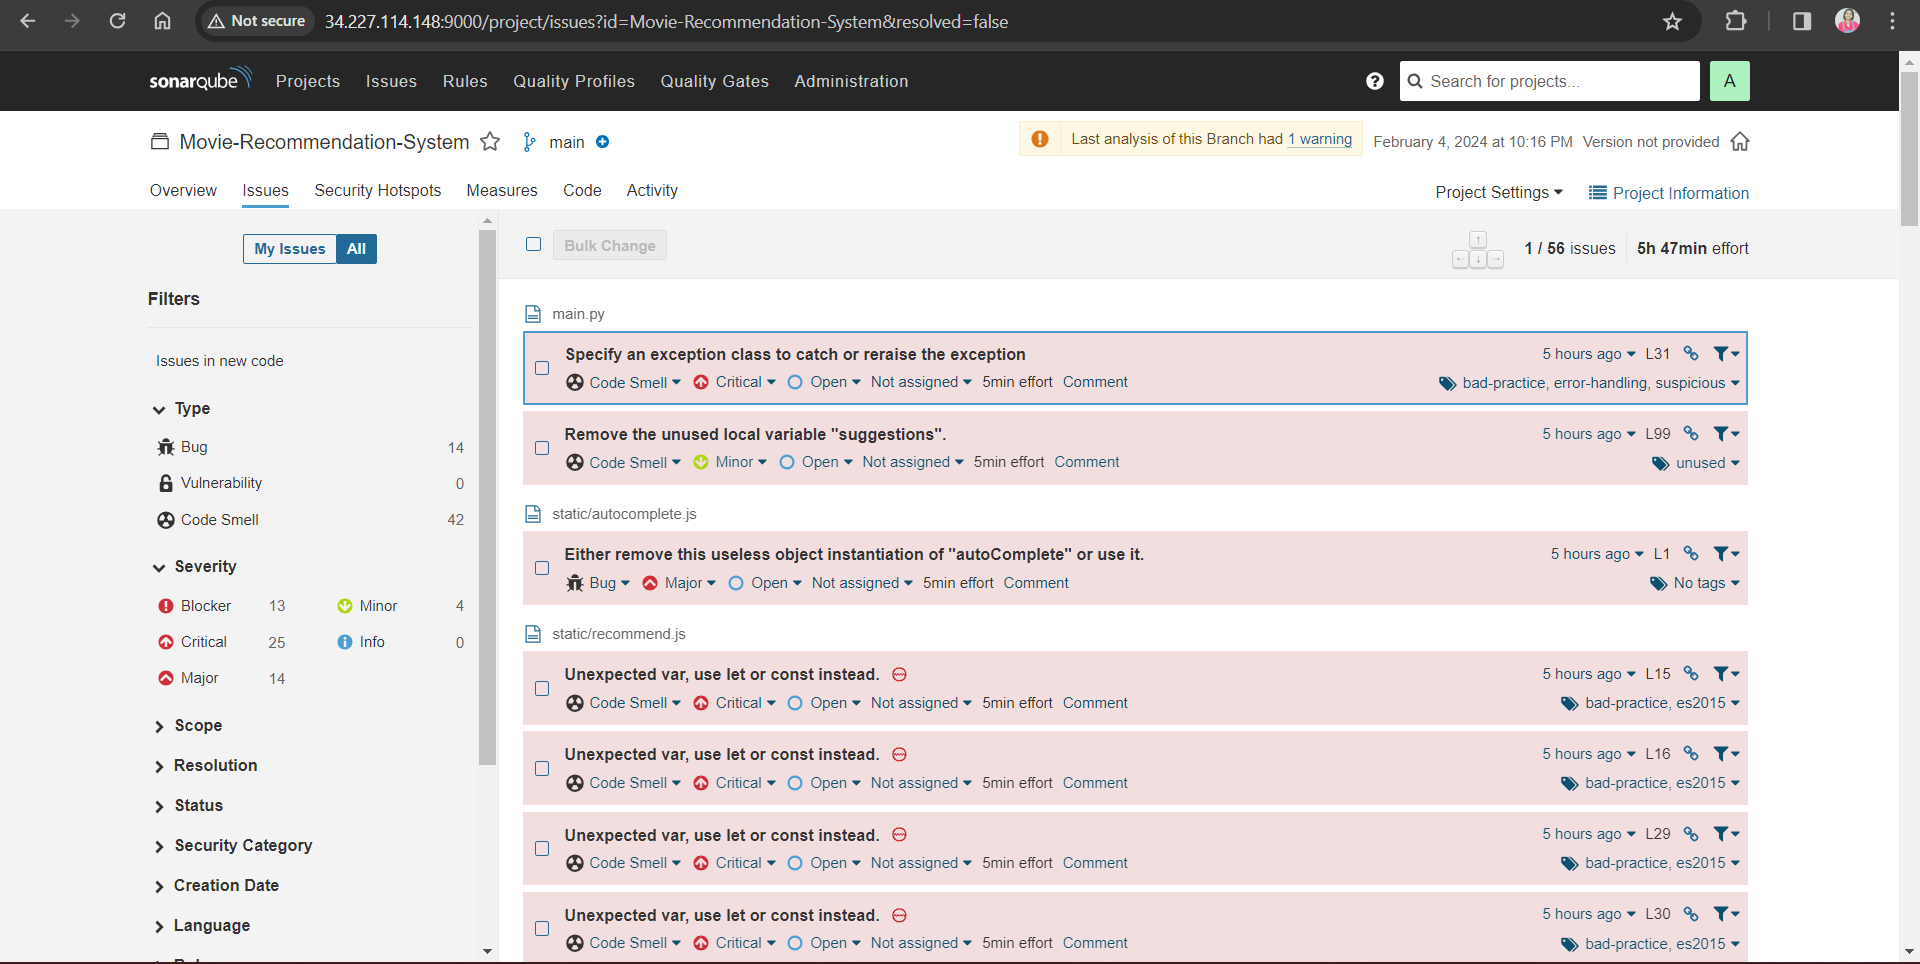 Not secure 34.227.114.148:9000/project/issues?id=Movie-Recommendation-System&resolved=false
sonarqube Projects Issues Rules Quality Profiles Quality Gates Administration ? Search for projects... A
Movie-Recommendation-System main Last analysis of this Branch had 1 warning February 4, 2024 at 10:16 PM Version not provided
Overview Issues Security Hotspots Measures Code Activity Project Settings Project Information
My Issues All
Filters
Issues in new code
Type
Bug 14
Vulnerability 0
Code Smell 42
Severity
Blocker 13 Minor 4
Critical 25 Info 0
Major 14
Scope
Resolution
Status
Security Category
Creation Date
Language
Bulk Change 1 / 56 issues 5h 47min effort
main.py
Specify an exception class to catch or reraise the exception 5 hours ago L31
Code Smell Critical Open Not assigned 5min effort Comment bad-practice, error-handling, suspicious
Remove the unused local variable "suggestions". 5 hours ago L99
Code Smell Minor Open Not assigned 5min effort Comment unused
static/autocomplete.js
Either remove this useless object instantiation of "autoComplete" or use it. 5 hours ago L1
Bug Major Open Not assigned 5min effort Comment No tags
static/recommend.js
Unexpected var, use let or const instead. 5 hours ago L15
Code Smell Critical Open Not assigned 5min effort Comment bad-practice, es2015
Unexpected var, use let or const instead. 5 hours ago L16
Code Smell Critical Open Not assigned 5min effort Comment bad-practice, es2015
Unexpected var, use let or const instead. 5 hours ago L29
Code Smell Critical Open Not assigned 5min effort Comment bad-practice, es2015
Unexpected var, use let or const instead. 5 hours ago L30
Code Smell Critical Open Not assigned 5min effort Comment bad-practice, es2015